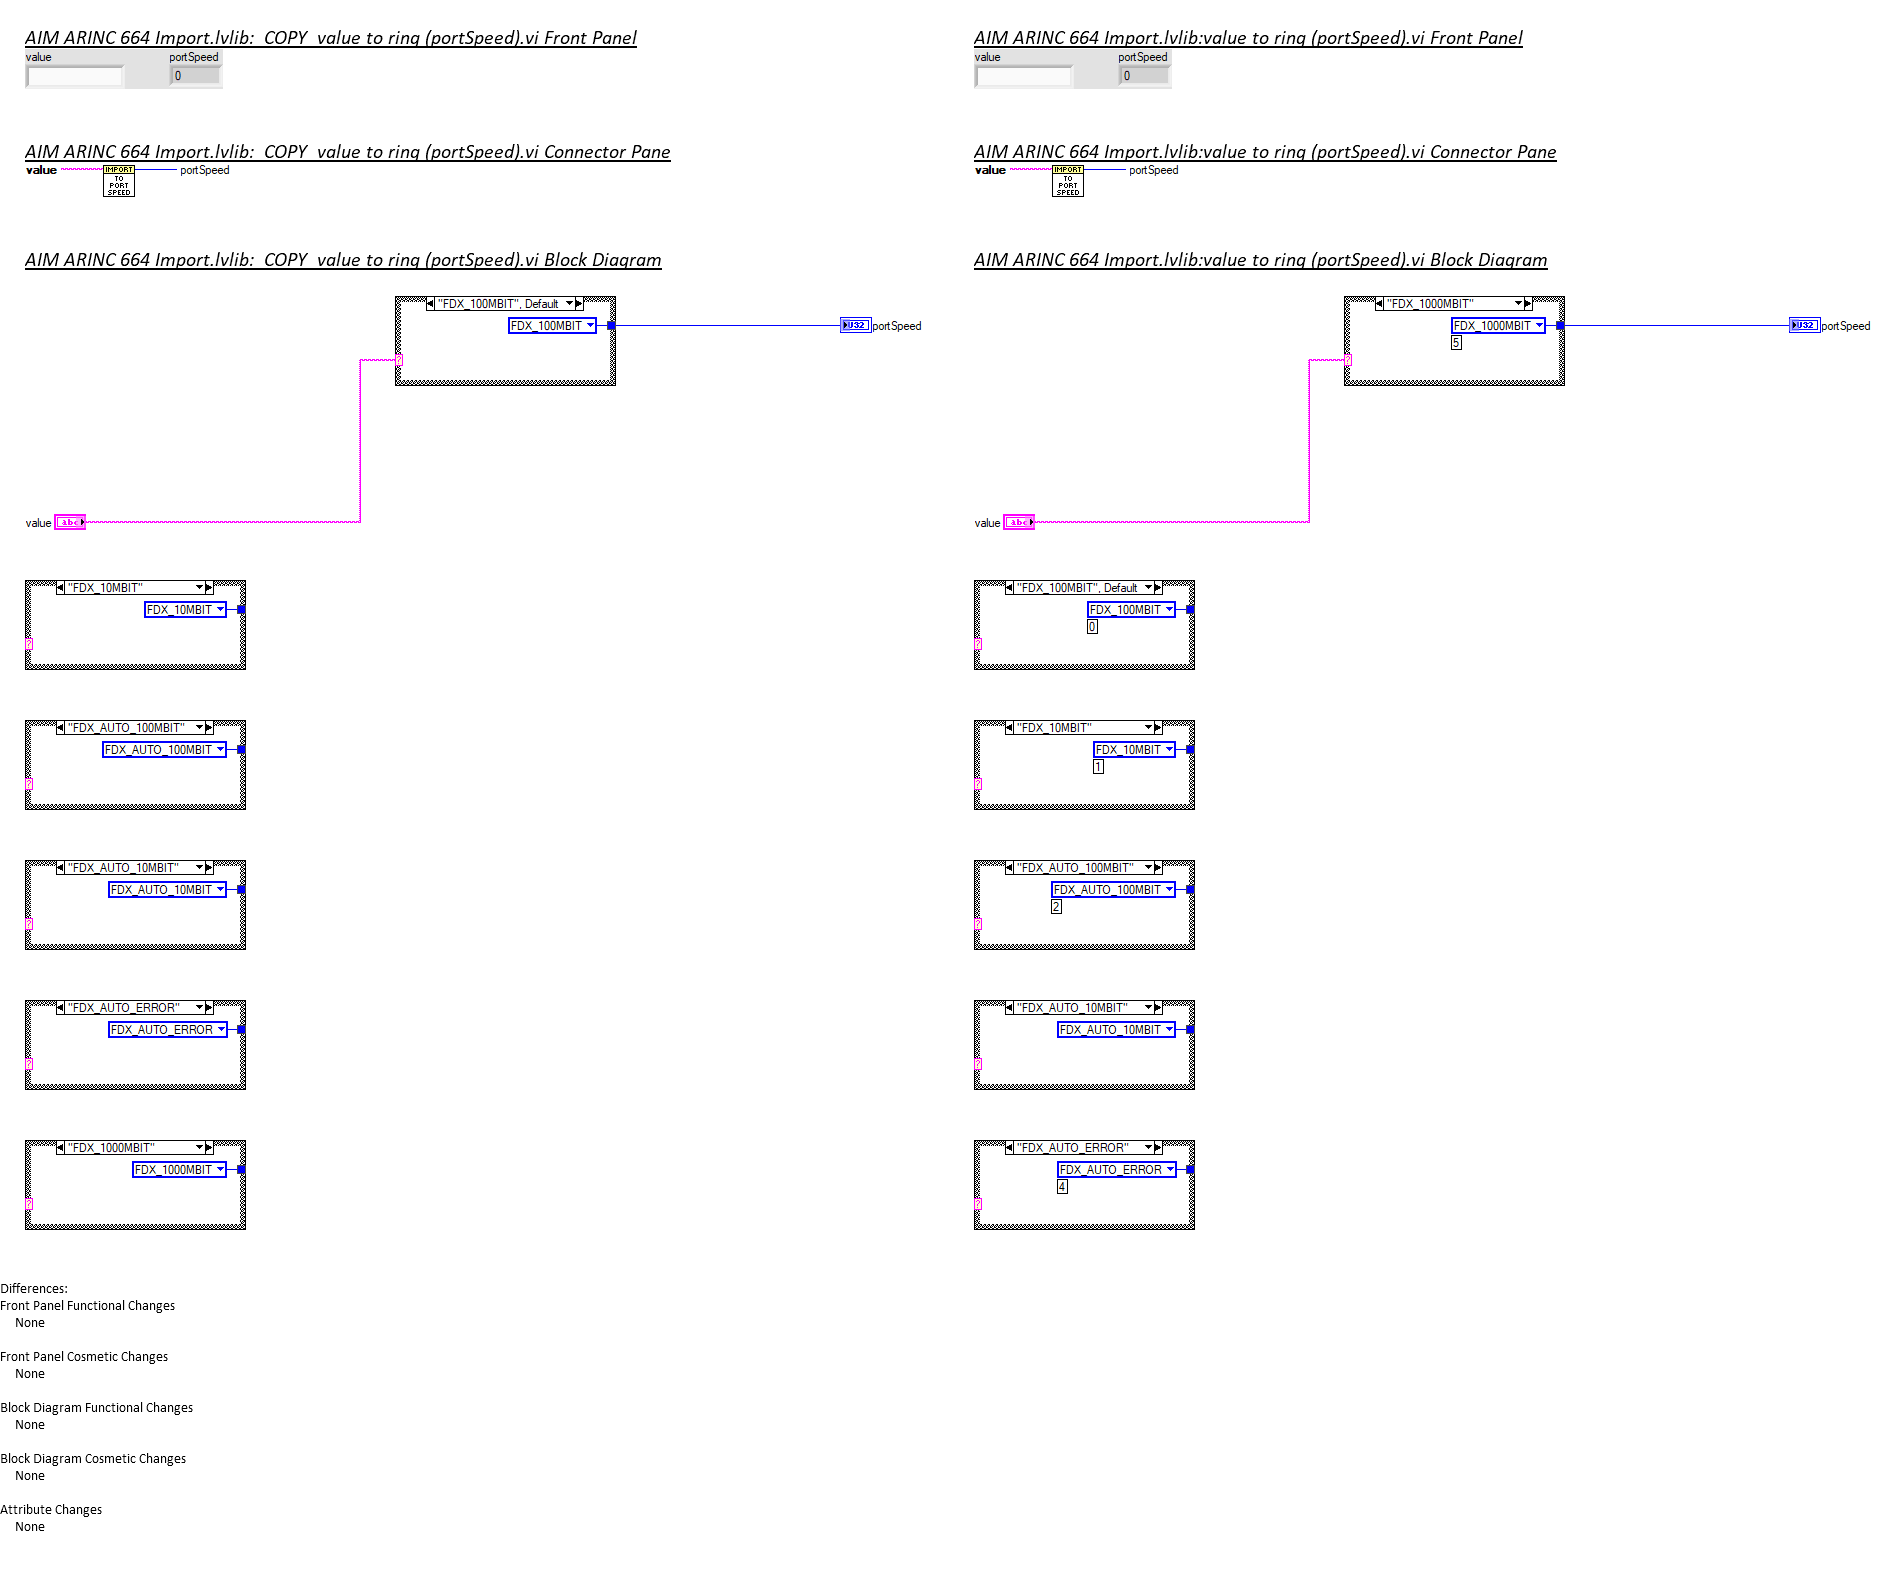 AIM ARINC 664 Import.lvlib:  COPY  value to ring (portSpeed).vi Front Panel
value portSpeed
0
AIM ARINC 664 Import.lvlib:  COPY  value to ring (portSpeed).vi Connector Pane
value IMPORT portSpeed
TO
PORT
SPEED
AIM ARINC 664 Import.lvlib:  COPY  value to ring (portSpeed).vi Block Diagram
"FDX_100MBIT", Default
FDX_100MBIT
U32 portSpeed
?
value abc
"FDX_10MBIT"
FDX_10MBIT
?
"FDX_AUTO_100MBIT"
FDX_AUTO_100MBIT
?
"FDX_AUTO_10MBIT"
FDX_AUTO_10MBIT
?
"FDX_AUTO_ERROR"
FDX_AUTO_ERROR
?
"FDX_1000MBIT"
FDX_1000MBIT
?
AIM ARINC 664 Import.lvlib:value to ring (portSpeed).vi Front Panel
value portSpeed
0
AIM ARINC 664 Import.lvlib:value to ring (portSpeed).vi Connector Pane
value IMPORT portSpeed
TO
PORT
SPEED
AIM ARINC 664 Import.lvlib:value to ring (portSpeed).vi Block Diagram
"FDX_1000MBIT"
FDX_1000MBIT
U32 portSpeed
5
?
value abc
"FDX_100MBIT", Default
FDX_100MBIT
0
?
"FDX_10MBIT"
FDX_10MBIT
1
?
"FDX_AUTO_100MBIT"
FDX_AUTO_100MBIT
2
?
"FDX_AUTO_10MBIT"
FDX_AUTO_10MBIT
?
"FDX_AUTO_ERROR"
FDX_AUTO_ERROR
4
?
Differences:
Front Panel Functional Changes
None
Front Panel Cosmetic Changes
None
Block Diagram Functional Changes
None
Block Diagram Cosmetic Changes
None
Attribute Changes
None